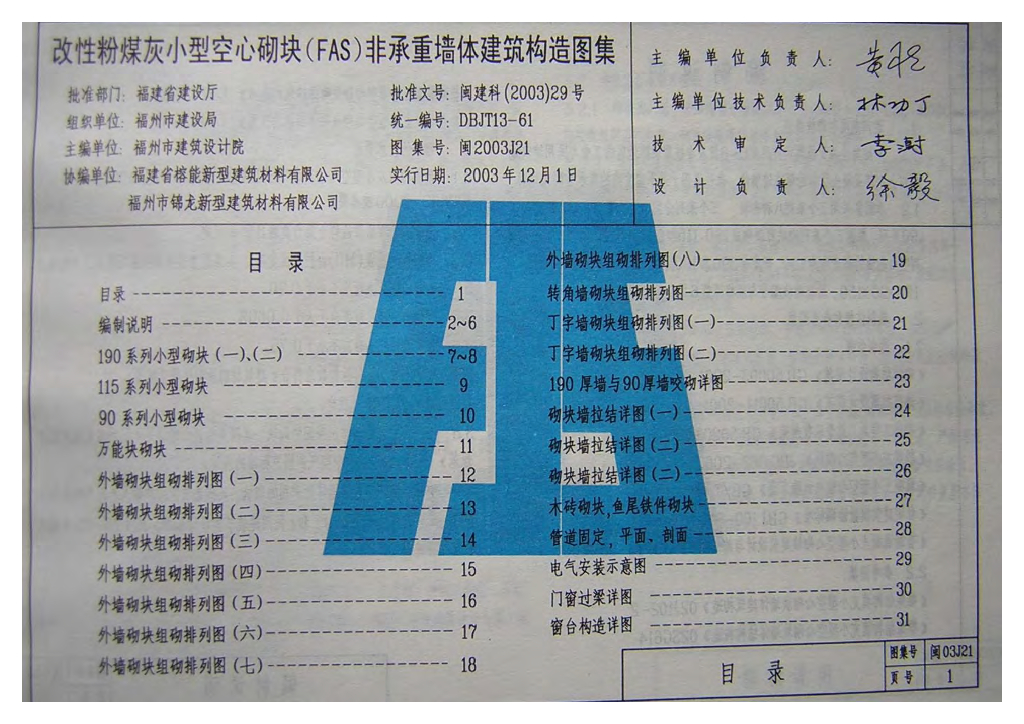 改性粉煤灰小型空心砌块(FAS)非承重墙体建筑构造图集
批准部门: 福建省建设厅
组织单位: 福州市建设局
主编单位: 福州市建筑设计院
协编单位: 福建省榕能新型建筑材料有限公司
福州市锦龙新型建筑材料有限公司
批准文号: 闽建科(2003)29号
统一编号: DBJT13-61
图集号: 闽2003J21
实行日期: 2003年12月1日
主编单位负责人:
主编单位技术负责人: 林功丁
技术审定人:
设计负责人: 徐毅
目 录
目录 1
编制说明 2~6
190系列小型砌块(一)、(二) 7~8
115系列小型砌块 9
90系列小型砌块 10
万能块砌块 11
外墙砌块组砌排列图(一) 12
外墙砌块组砌排列图(二) 13
外墙砌块组砌排列图(三) 14
外墙砌块组砌排列图(四) 15
外墙砌块组砌排列图(五) 16
外墙砌块组砌排列图(六) 17
外墙砌块组砌排列图(七) 18
外墙砌块组砌排列图(八) 19
转角墙砌块组砌排列图 20
丁字墙砌块组砌排列图(一) 21
丁字墙砌块组砌排列图(二) 22
190厚墙与90厚墙咬砌详图 23
砌块墙拉结详图(一) 24
砌块墙拉结详图(二) 25
砌块墙拉结详图(二) 26
木砖砌块,鱼尾铁件砌块 27
管道固定,平面、剖面 28
电气安装示意图 29
门窗过梁详图 30
窗台构造详图 31
目 录
图集号 闽03J21
页号 1